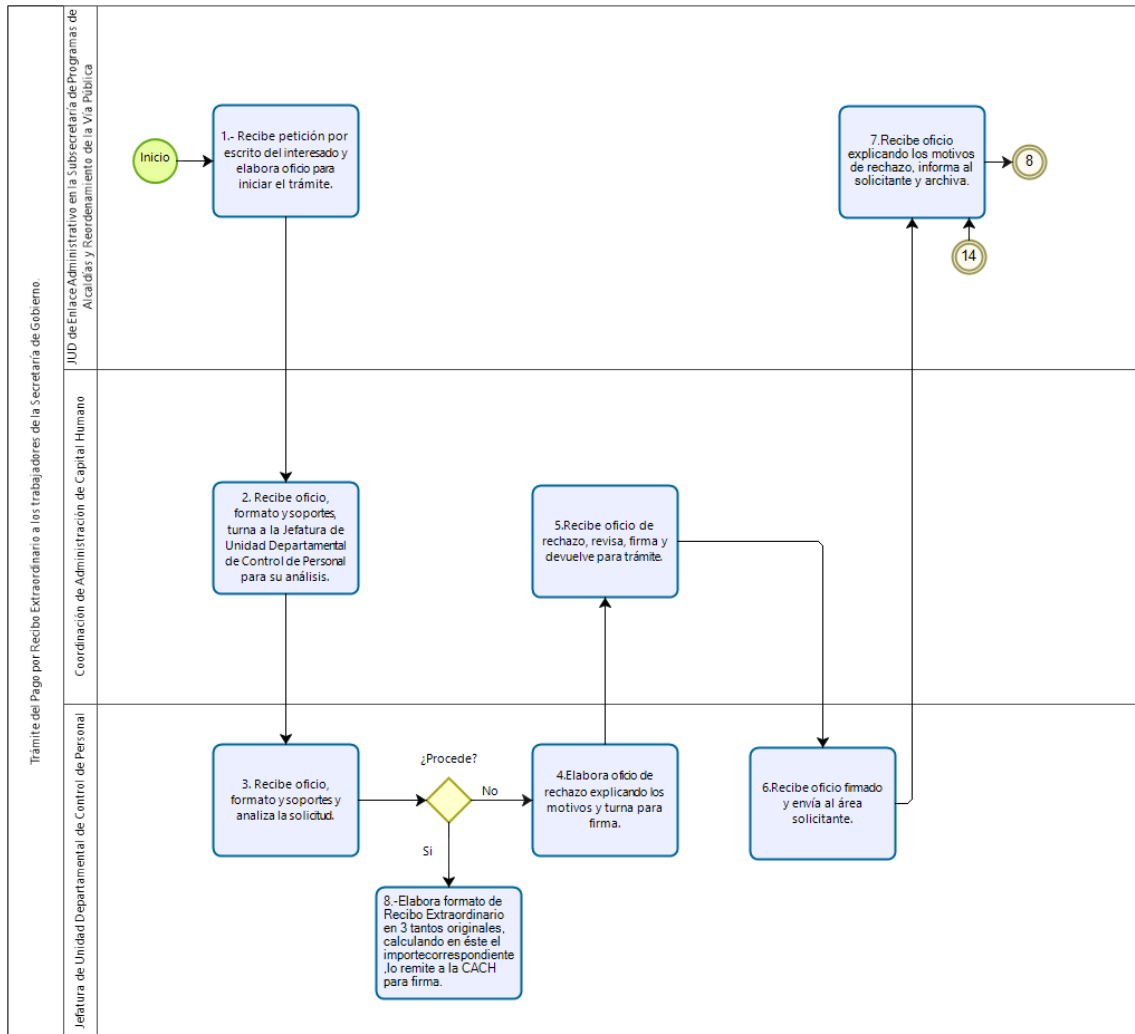 Trámite del Pago por Recibo Extraordinario a los trabajadores de la Secretaría de Gobierno.
JUD de Enlace Administrativo en la Subsecretaría de Programas de
Alcaldías y Reordenamiento de la Vía Pública
Inicio
1.- Recibe petición por
escrito del interesado y
elabora oficio para
iniciar el trámite.
7.Recibe oficio
explicando los motivos
de rechazo, informa al
solicitante y archiva.
8
14
Coordinación de Administración de Capital Humano
2. Recibe oficio,
formato y soportes,
turna a la Jefatura de
Unidad Departamental
de Control de Personal
para su análisis.
5.Recibe oficio de
rechazo, revisa, firma y
devuelve para trámite.
Jefatura de Unidad Departamental de Control de Personal
3. Recibe oficio,
formato y soportes y
analiza la solicitud.
¿Procede?
No
Si
4.Elabora oficio de
rechazo explicando los
motivos y turna para
firma.
6.Recibe oficio firmado
y envía al área
solicitante.
8.-Elabora formato de
Recibo Extraordinario
en 3 tantos originales,
calculando en éste el
importecorrespondiente
,lo remite a la CACH
para firma.